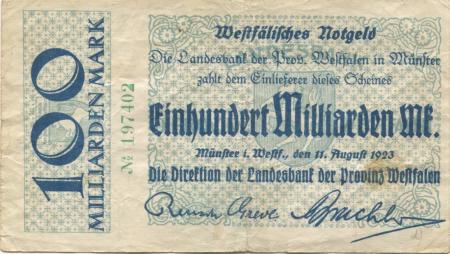 100
MILLIARDEN MARK
№ 197402
Westfälisches Notgeld
Die Landesbank der Prov. Westfalen in Münster
zahlt dem Einlieferer dieses Scheines
Einhundert Milliarden Mk.
Münster i. Westf., den 11. August 1923
Die Direktion der Landesbank der Provinz Westfalen